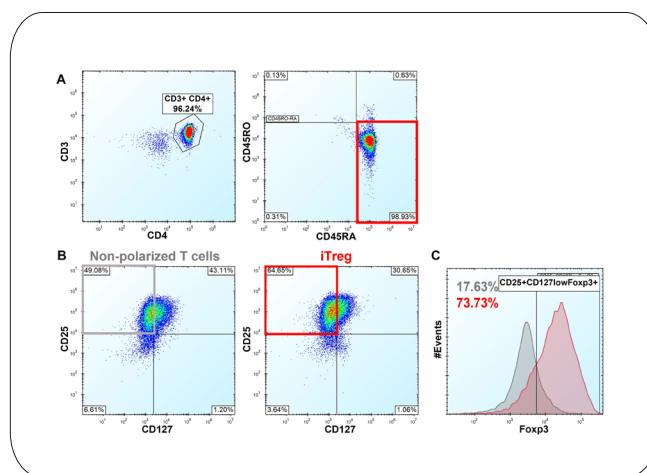 A
CD3+ CD4+
96.24%
CD3
CD4
0.13%
0.63%
CD45RO-RA
CD45RO
0.31%
98.93%
CD45RA
B
Non-polarized T cells
49.08%
43.11%
CD25
6.61%
1.20%
CD127
iTreg
64.65%
30.65%
CD25
3.64%
1.06%
CD127
C
17.63%
73.73%
CD25+CD127lowFoxp3+
#Events
Foxp3